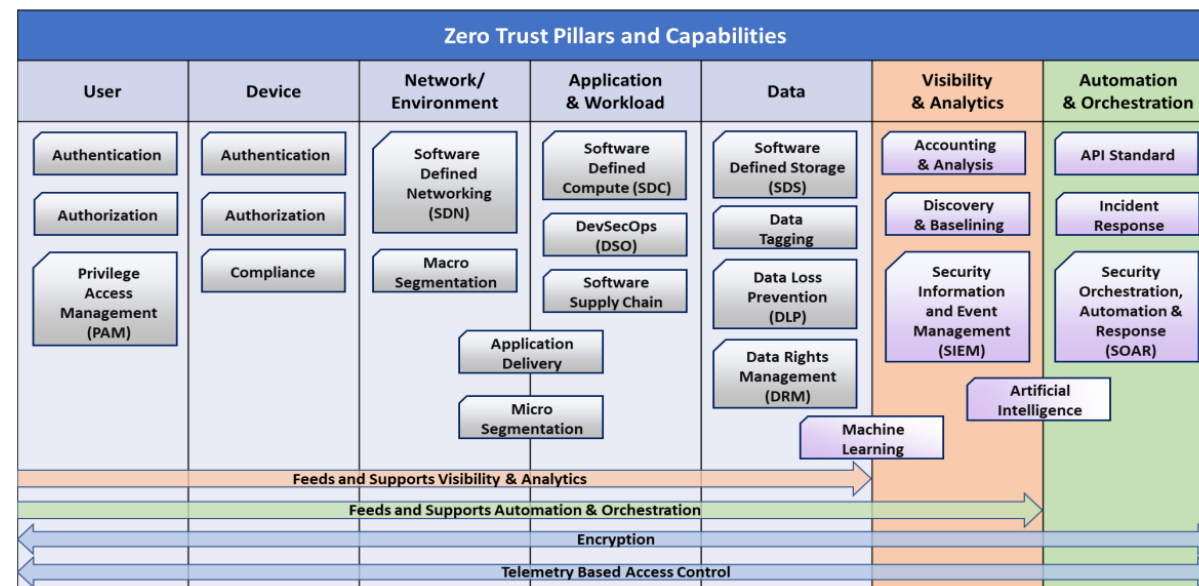 Zero Trust Pillars and Capabilities
User
Device
Network/
Environment
Application
& Workload
Data
Visibility
& Analytics
Automation
& Orchestration
Authentication
Authorization
Privilege
Access
Management
(PAM)
Authentication
Authorization
Compliance
Software
Defined
Networking
(SDN)
Macro
Segmentation
Software
Defined
Compute (SDC)
DevSecOps
(DSO)
Software
Supply Chain
Application
Delivery
Micro
Segmentation
Software
Defined Storage
(SDS)
Data
Tagging
Data Loss
Prevention
(DLP)
Data Rights
Management
(DRM)
Machine
Learning
Accounting
& Analysis
Discovery
& Baselining
Security
Information
and Event
Management
(SIEM)
Artificial
Intelligence
API Standard
Incident
Response
Security
Orchestration,
Automation &
Response
(SOAR)
Feeds and Supports Visibility & Analytics
Feeds and Supports Automation & Orchestration
Encryption
Telemetry Based Access Control